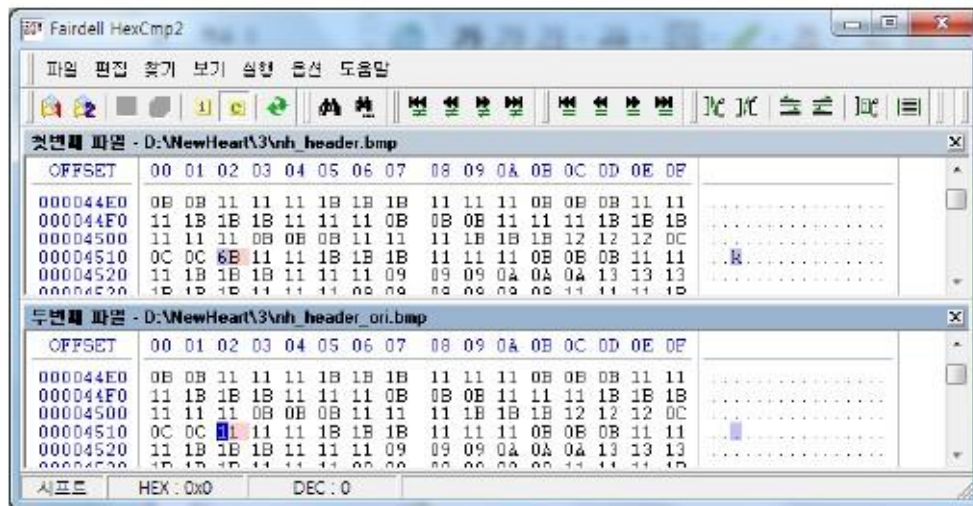 Fairdell HexCmp2
파일 편집 찾기 보기 실행 옵션 도움말
첫번째 파일 - D:\NewHeart\3\nh_header.bmp
OFFSET 00 01 02 03 04 05 06 07 08 09 0A 0B 0C 0D 0E 0F
000044E0 0B 0B 11 11 11 1B 1B 1B 11 11 11 0B 0B 0B 11 11 ................
000044F0 11 1B 1B 1B 11 11 11 0B 0B 0B 11 11 11 1B 1B 1B ................
00004500 11 11 11 0B 0B 0B 11 11 11 1B 1B 1B 12 12 12 0C ................
00004510 0C 0C 6B 11 11 1B 1B 1B 11 11 11 0B 0B 0B 11 11 ..k.............
00004520 11 1B 1B 1B 11 11 11 09 09 09 0A 0A 0A 13 13 13 ................
두번째 파일 - D:\NewHeart\3\nh_header_ori.bmp
OFFSET 00 01 02 03 04 05 06 07 08 09 0A 0B 0C 0D 0E 0F
000044E0 0B 0B 11 11 11 1B 1B 1B 11 11 11 0B 0B 0B 11 11 ................
000044F0 11 1B 1B 1B 11 11 11 0B 0B 0B 11 11 11 1B 1B 1B ................
00004500 11 11 11 0B 0B 0B 11 11 11 1B 1B 1B 12 12 12 0C ................
00004510 0C 0C 11 11 11 1B 1B 1B 11 11 11 0B 0B 0B 11 11 ................
00004520 11 1B 1B 1B 11 11 11 09 09 09 0A 0A 0A 13 13 13 ................
시프트 HEX : 0x0 DEC : 0